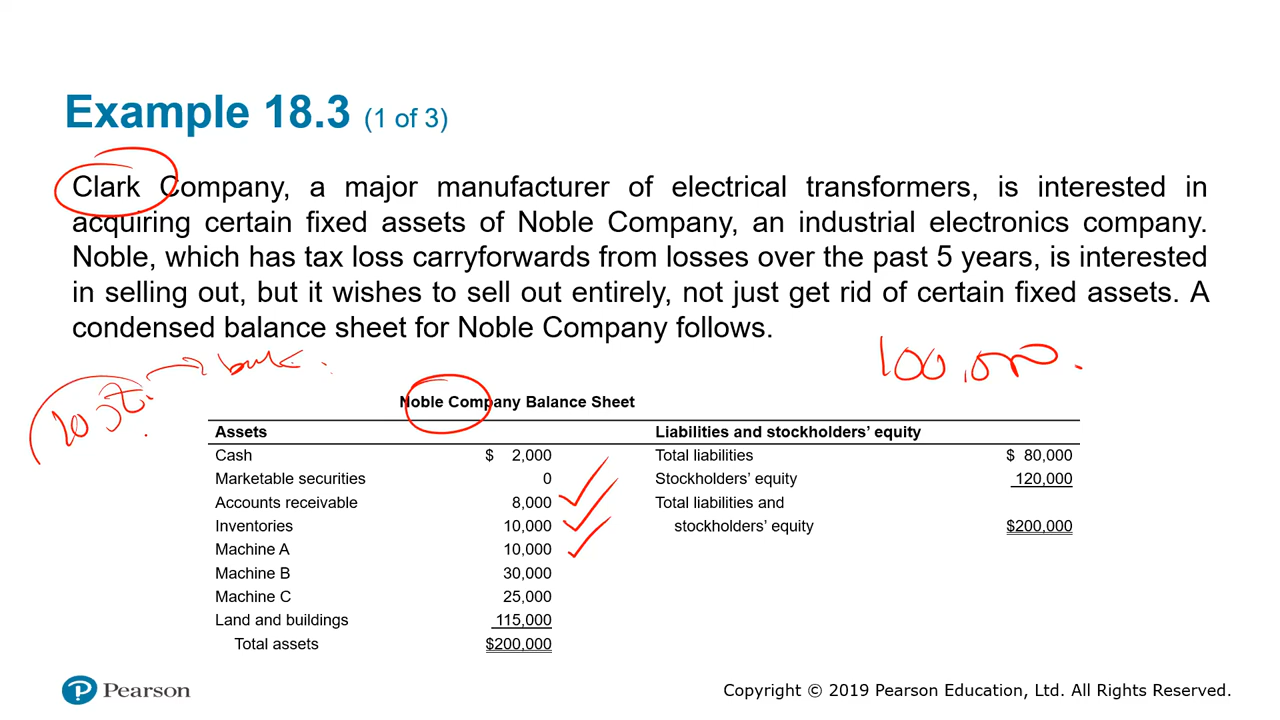 Example 18.3 (1 of 3)
Clark Company, a major manufacturer of electrical transformers, is interested in
acquiring certain fixed assets of Noble Company, an industrial electronics company.
Noble, which has tax loss carryforwards from losses over the past 5 years, is interested
in selling out, but it wishes to sell out entirely, not just get rid of certain fixed assets. A
condensed balance sheet for Noble Company follows.
100,000.
Noble Company Balance Sheet
Assets Liabilities and stockholders’ equity
Cash $ 2,000 Total liabilities $ 80,000
Marketable securities 0 Stockholders’ equity 120,000
Accounts receivable 8,000 Total liabilities and
Inventories 10,000 stockholders’ equity $200,000
Machine A 10,000
Machine B 30,000
Machine C 25,000
Land and buildings 115,000
Total assets $200,000
Pearson
Copyright © 2019 Pearson Education, Ltd. All Rights Reserved.